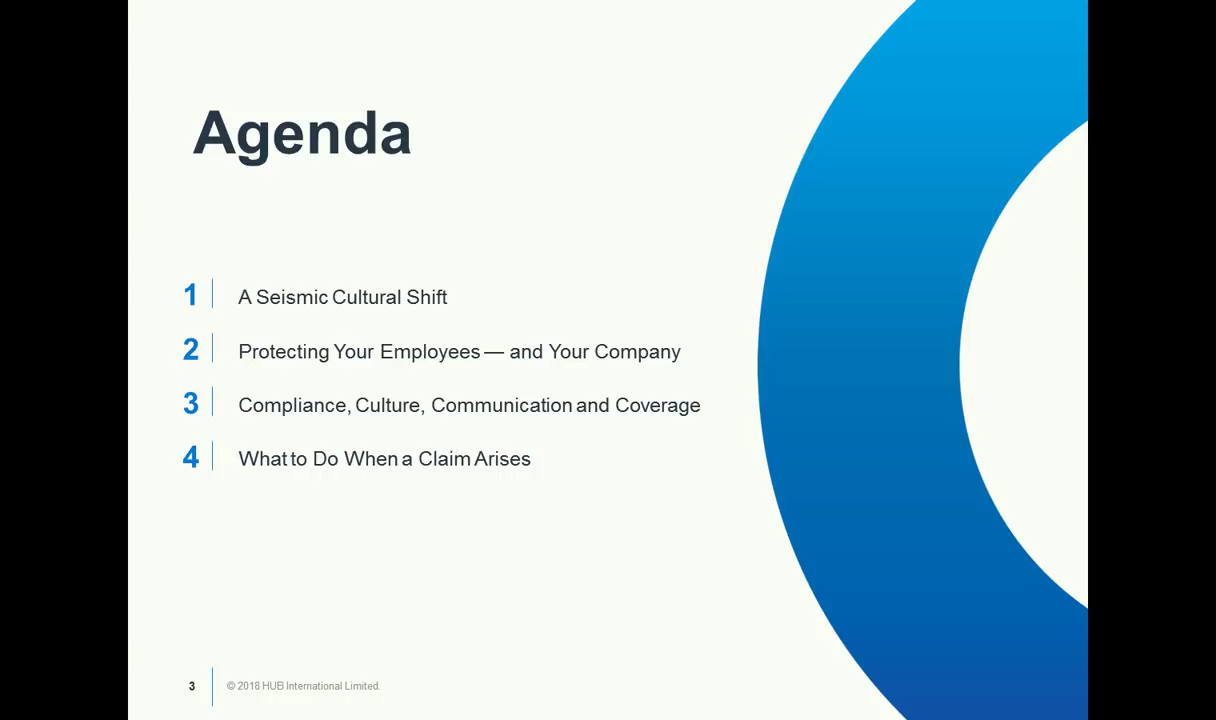 Agenda
1 A Seismic Cultural Shift
2 Protecting Your Employees — and Your Company
3 Compliance, Culture, Communication and Coverage
4 What to Do When a Claim Arises
3 © 2018 HUB International Limited.